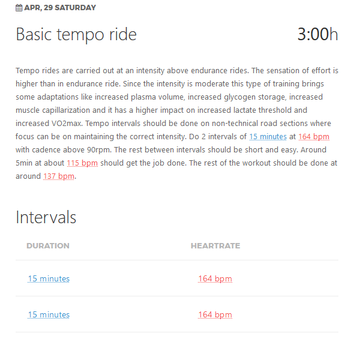 APR, 29 SATURDAY
Basic tempo ride 3:00h
Tempo rides are carried out at an intensity above endurance rides. The sensation of effort is
higher than in endurance ride. Since the intensity is moderate this type of training brings
some adaptations like increased plasma volume, increased glycogen storage, increased
muscle capillarization and it has a higher impact on increased lactate threshold and
increased VO2max. Tempo intervals should be done on non-technical road sections where
focus can be on maintaining the correct intensity. Do 2 intervals of 15 minutes at 164 bpm
with cadence above 90rpm. The rest between intervals should be short and easy. Around
5min at about 115 bpm should get the job done. The rest of the workout should be done at
around 137 bpm.
Intervals
DURATION HEARTRATE
15 minutes 164 bpm
15 minutes 164 bpm